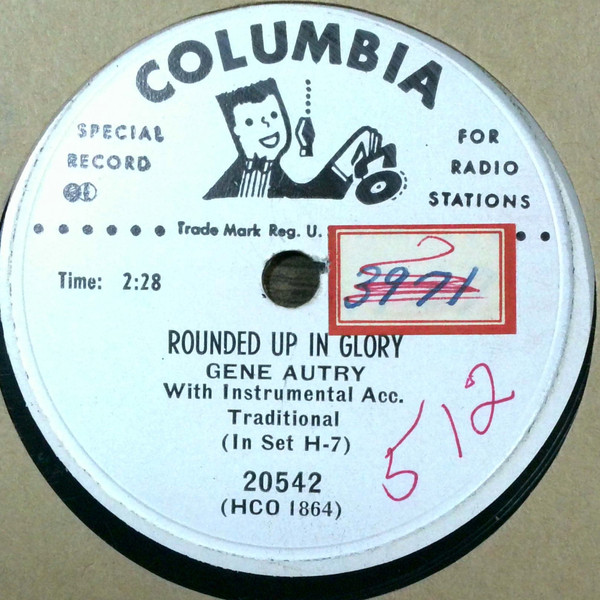 COLUMBIA
SPECIAL
RECORD
FOR
RADIO
STATIONS
Trade Mark Reg. U.
3971
Time: 2:28
ROUNDED UP IN GLORY
GENE AUTRY
With Instrumental Acc.
Traditional
(In Set H-7)
512
20542
(HCO 1864)